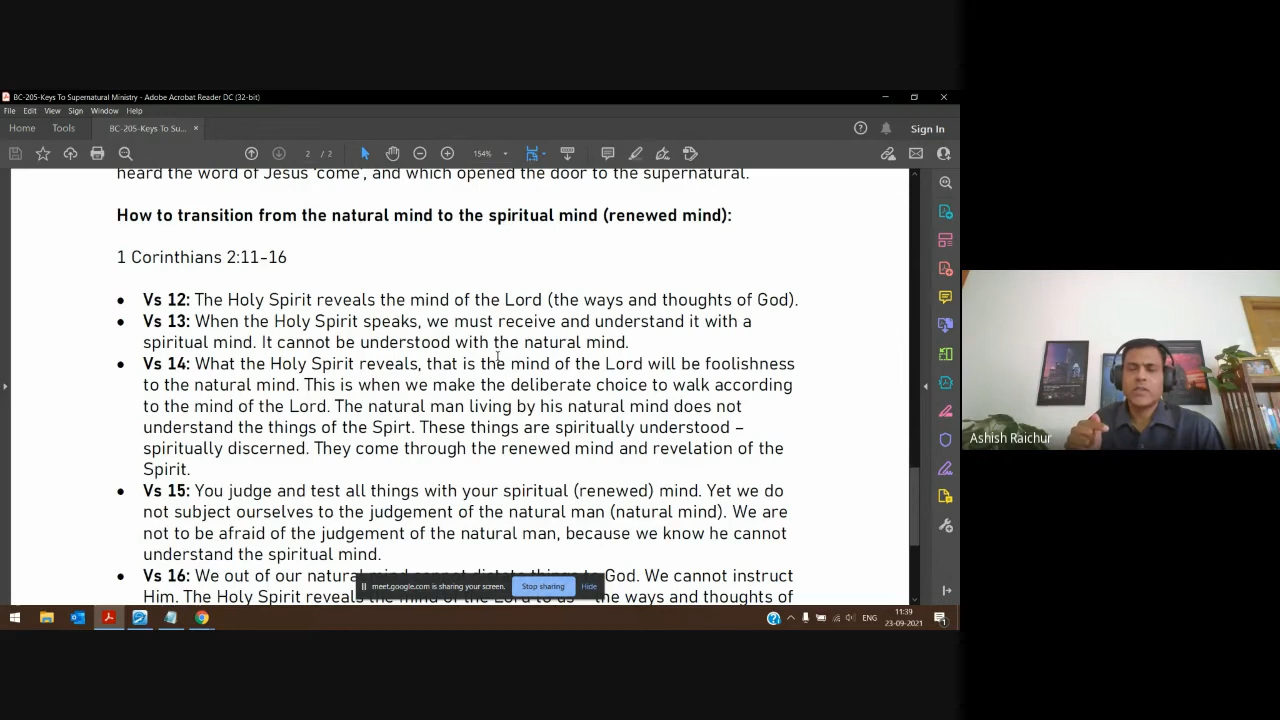 BC-205-Keys To Supernatural Ministry - Adobe Acrobat Reader DC (32-bit)
File Edit View Sign Window Help
Home Tools BC-205-Keys To Su... × Sign In
2 / 2 154%
heard the word of Jesus 'come', and which opened the door to the supernatural.
How to transition from the natural mind to the spiritual mind (renewed mind):
1 Corinthians 2:11-16
• Vs 12: The Holy Spirit reveals the mind of the Lord (the ways and thoughts of God).
• Vs 13: When the Holy Spirit speaks, we must receive and understand it with a
spiritual mind. It cannot be understood with the natural mind.
• Vs 14: What the Holy Spirit reveals, that is the mind of the Lord will be foolishness
to the natural mind. This is when we make the deliberate choice to walk according
to the mind of the Lord. The natural man living by his natural mind does not
understand the things of the Spirt. These things are spiritually understood –
spiritually discerned. They come through the renewed mind and revelation of the
Spirit.
• Vs 15: You judge and test all things with your spiritual (renewed) mind. Yet we do
not subject ourselves to the judgement of the natural man (natural mind). We are
not to be afraid of the judgement of the natural man, because we know he cannot
understand the spiritual mind.
• Vs 16: We out of our natural mind cannot dictate things to God. We cannot instruct
Him. The Holy Spirit reveals the mind of the Lord to us – the ways and thoughts of
meet.google.com is sharing your screen. Stop sharing Hide
ENG
11:39
23-09-2021
Ashish Raichur